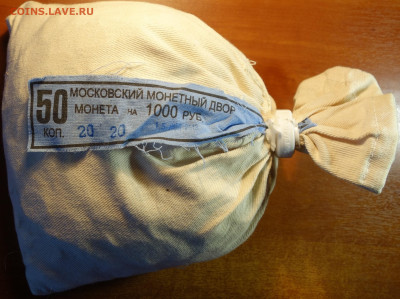 COINS.LAVE.RU
50 МОСКОВСКИЙ МОНЕТНЫЙ ДВОР
МОНЕТА НА 1000 РУБ.
КОП. 20 20